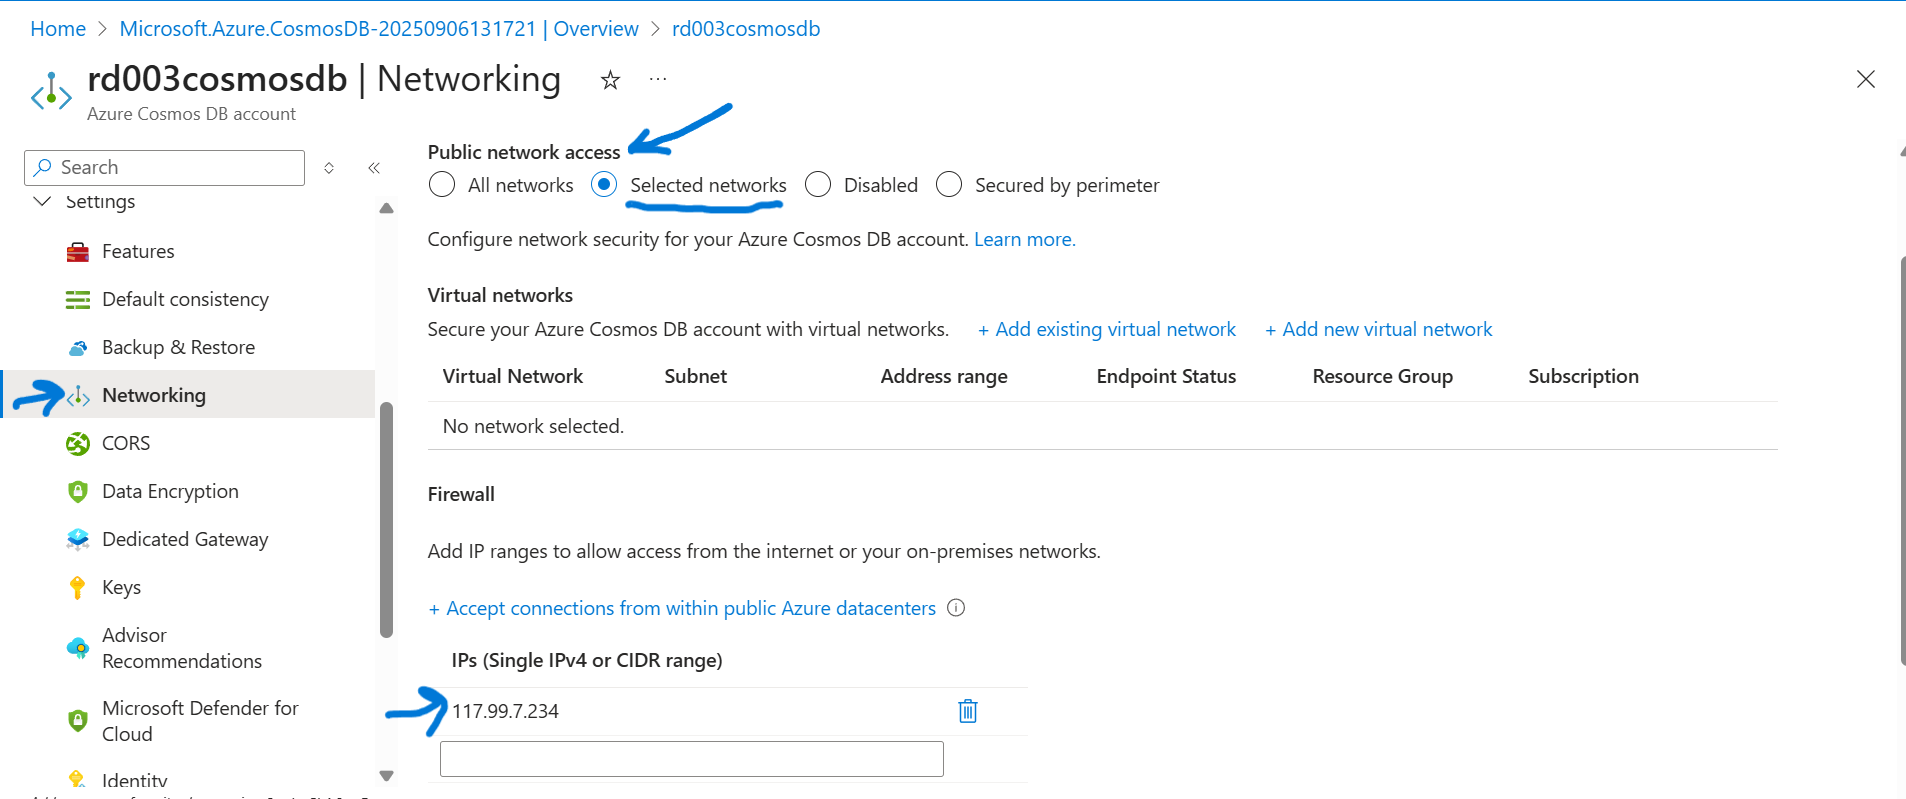 Home > Microsoft.Azure.CosmosDB-20250906131721 | Overview > rd003cosmosdb
rd003cosmosdb | Networking
Azure Cosmos DB account
Search
Settings
Features
Default consistency
Backup & Restore
Networking
CORS
Data Encryption
Dedicated Gateway
Keys
Advisor
Recommendations
Microsoft Defender for
Cloud
Identity
Public network access
All networks Selected networks Disabled Secured by perimeter
Configure network security for your Azure Cosmos DB account. Learn more.
Virtual networks
Secure your Azure Cosmos DB account with virtual networks. + Add existing virtual network + Add new virtual network
Virtual Network Subnet Address range Endpoint Status Resource Group Subscription
No network selected.
Firewall
Add IP ranges to allow access from the internet or your on-premises networks.
+ Accept connections from within public Azure datacenters
IPs (Single IPv4 or CIDR range)
117.99.7.234